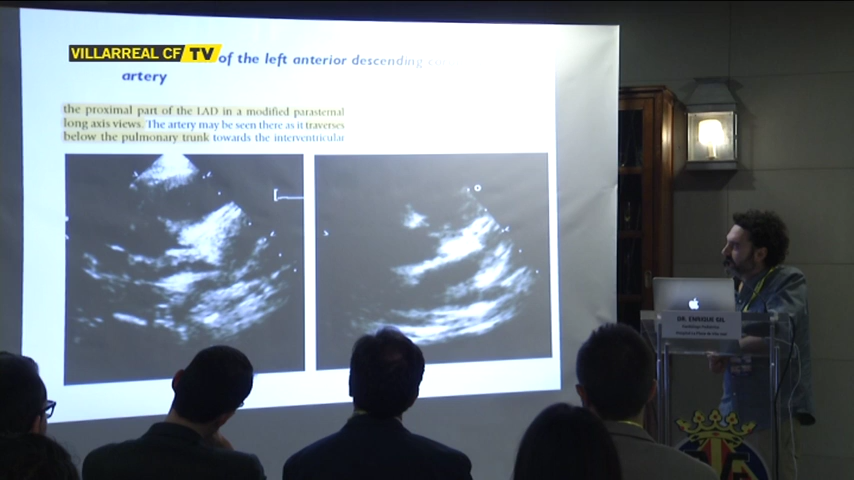 VILLARREAL CF TV
of the left anterior descending
artery
the proximal part of the LAD in a modified parasternal
long axis views. The artery may be seen there as it traverses
below the pulmonary trunk towards the interventricular
DR. ENRIQUE GIL